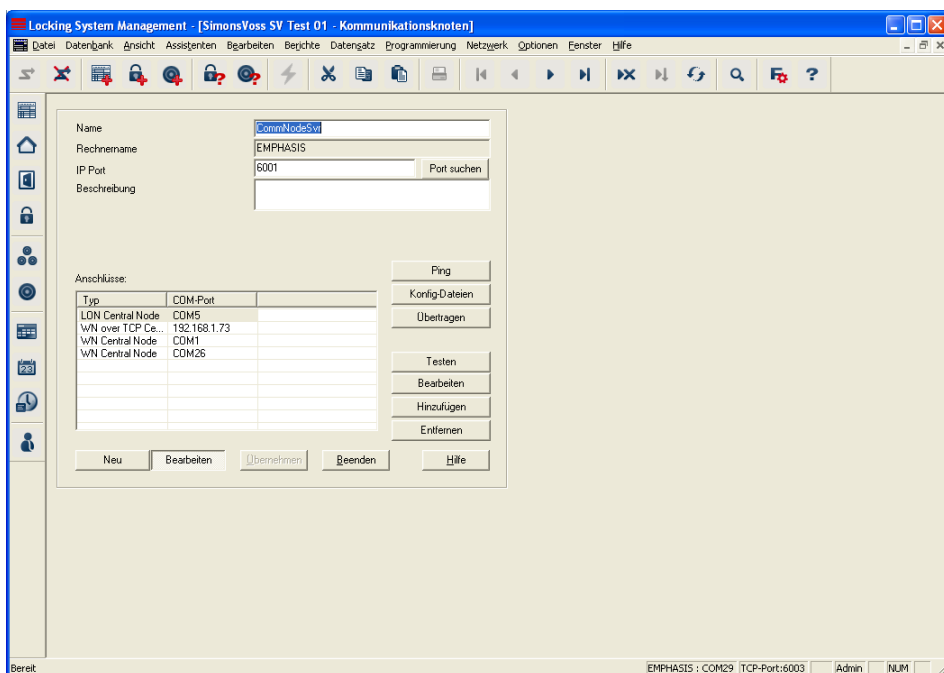 Locking System Management - [SimonsVoss SV Test 01 - Kommunikationsknoten]
Datei Datenbank Ansicht Assistenten Bearbeiten Berichte Datensatz Programmierung Netzwerk Optionen Fenster Hilfe
Name CommNodeSvr
Rechnername EMPHASIS
IP Port 6001 Port suchen
Beschreibung
Ping
Anschlüsse:
Konfig-Dateien
Typ COM-Port
LON Central Node COM5 Übertragen
WN over TCP Ce... 192.168.1.73
WN Central Node COM1
WN Central Node COM26
Testen
Bearbeiten
Hinzufügen
Entfernen
Neu Bearbeiten Übernehmen Beenden Hilfe
23
Bereit EMPHASIS : COM29 TCP-Port:6003 Admin NUM